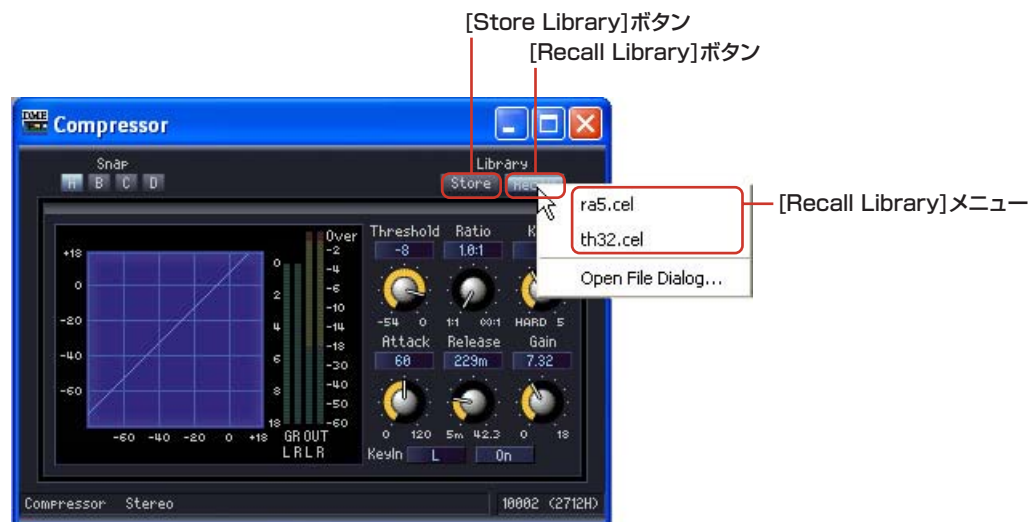 [Store Library]ボタン
[Recall Library]ボタン
DME Compressor
Snap
Library
A B C D
Store
[Recall Library]メニュー
ra5.cel
th32.cel
Open File Dialog...
Over
Threshold Ratio
-8 1.0:1
+18
0
-20
-40
-60
-60 -40 -20 0 +18
0
2
4
6
8
18
-2
-4
-6
-10
-14
-18
-30
-40
-50
-60
GR OUT
L R L R
-54 0 1:1 ∞:1 HARD 5
Attack Release Gain
60 229m 7.32
0 120 5m 42.3 0 18
KeyIn L On
Compressor Stereo
10002 (2712H)